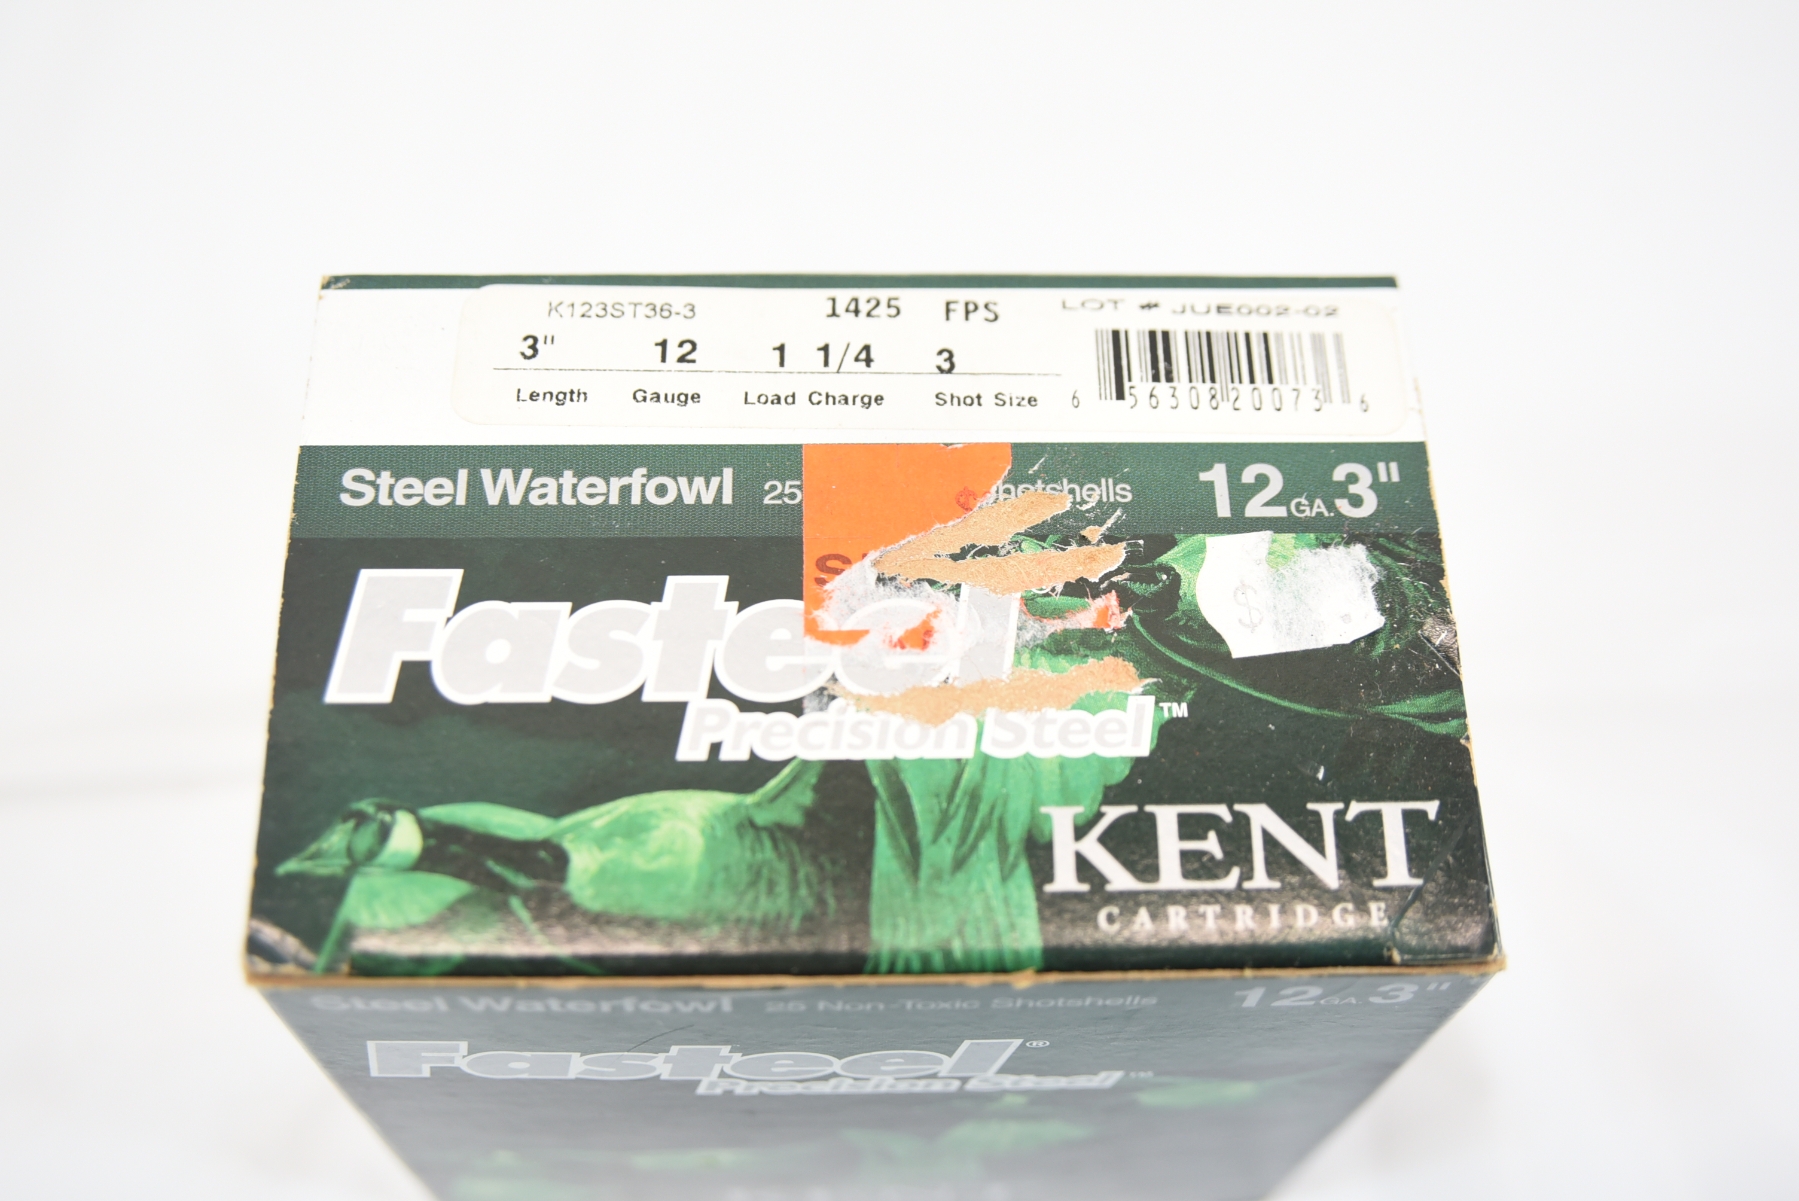 K123ST36-3 1425 FPS LOT # JUE002-02
3" 12 1 1/4 3
Length Gauge Load Charge Shot Size
6 56308 20073 6
Steel Waterfowl 25 shotshells 12 GA. 3"
$
Fasteel
Precision Steel™
KENT
CARTRIDGE
Steel Waterfowl 25 Non-Toxic Shotshells 12 GA. 3"
Fasteel®
Precision Steel™